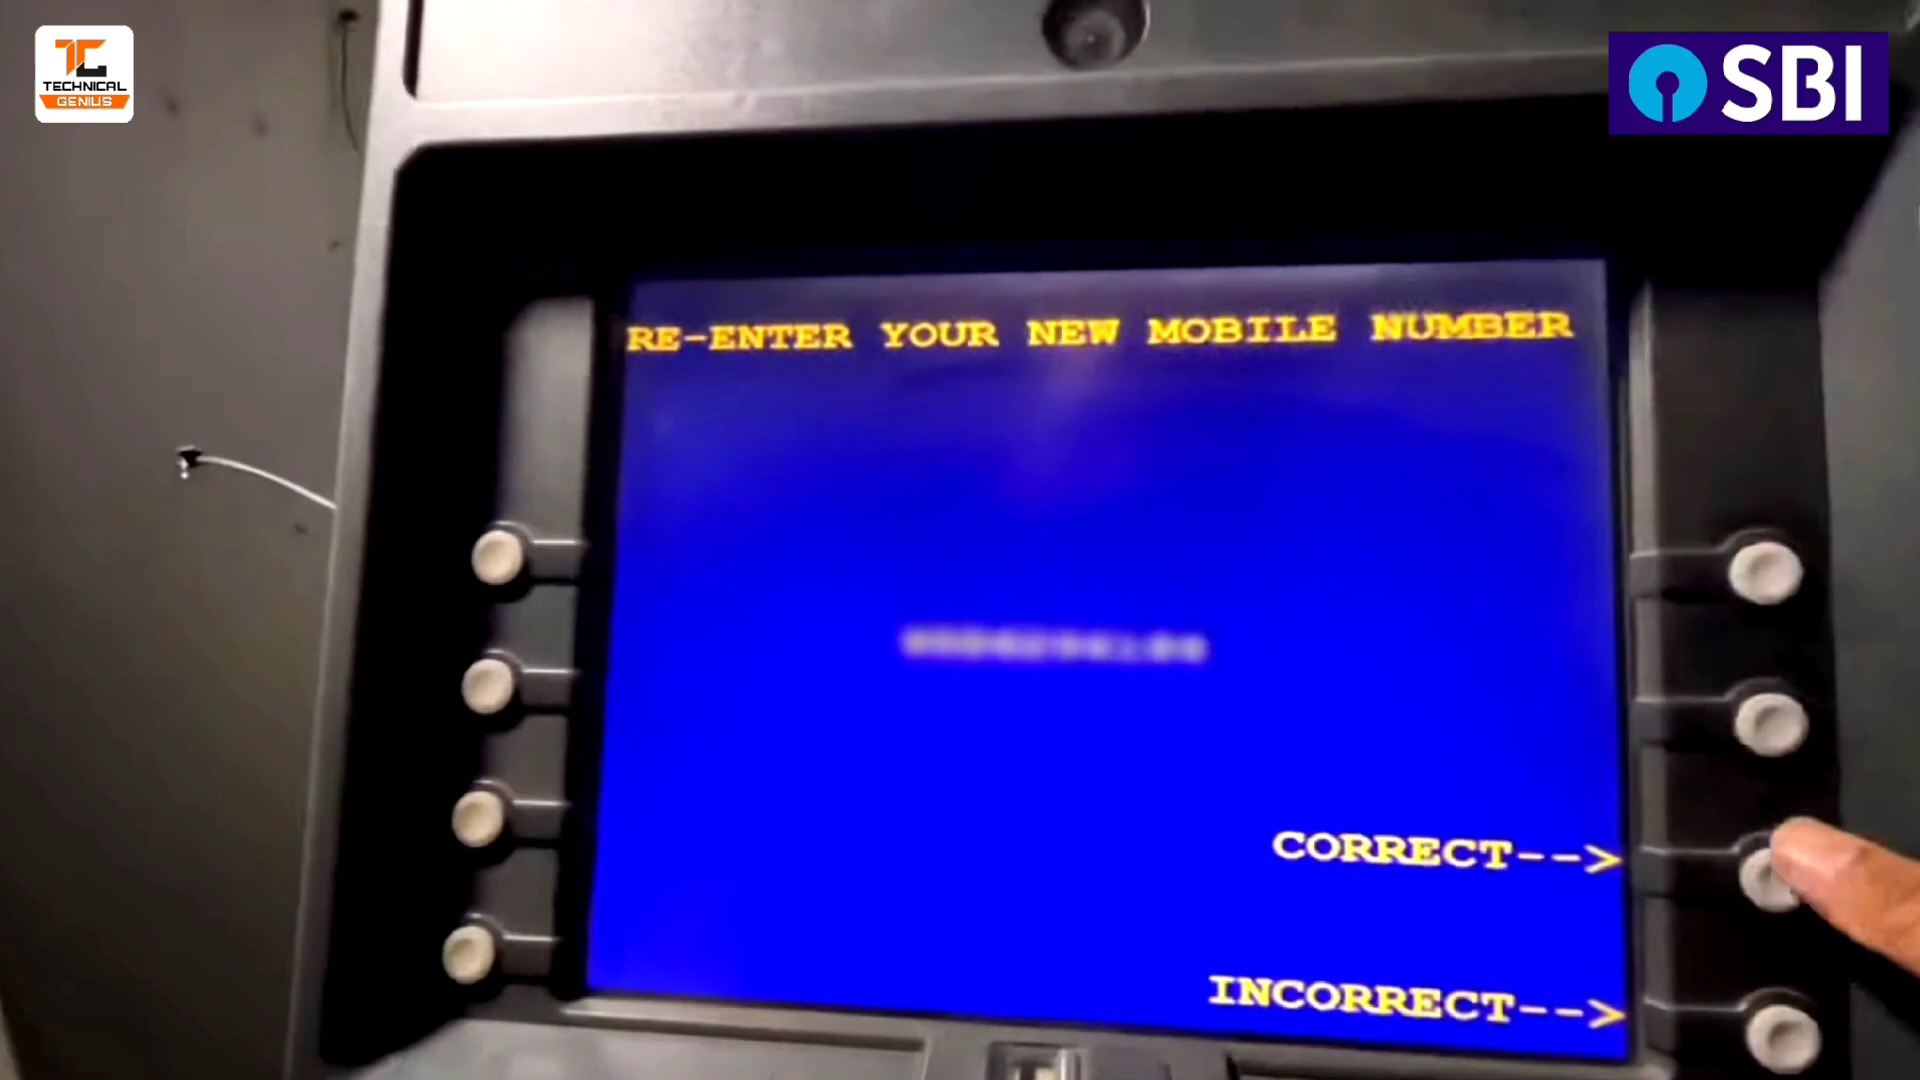 TECHNICAL
GENIUS
SBI
RE-ENTER YOUR NEW MOBILE NUMBER
CORRECT-->
INCORRECT-->